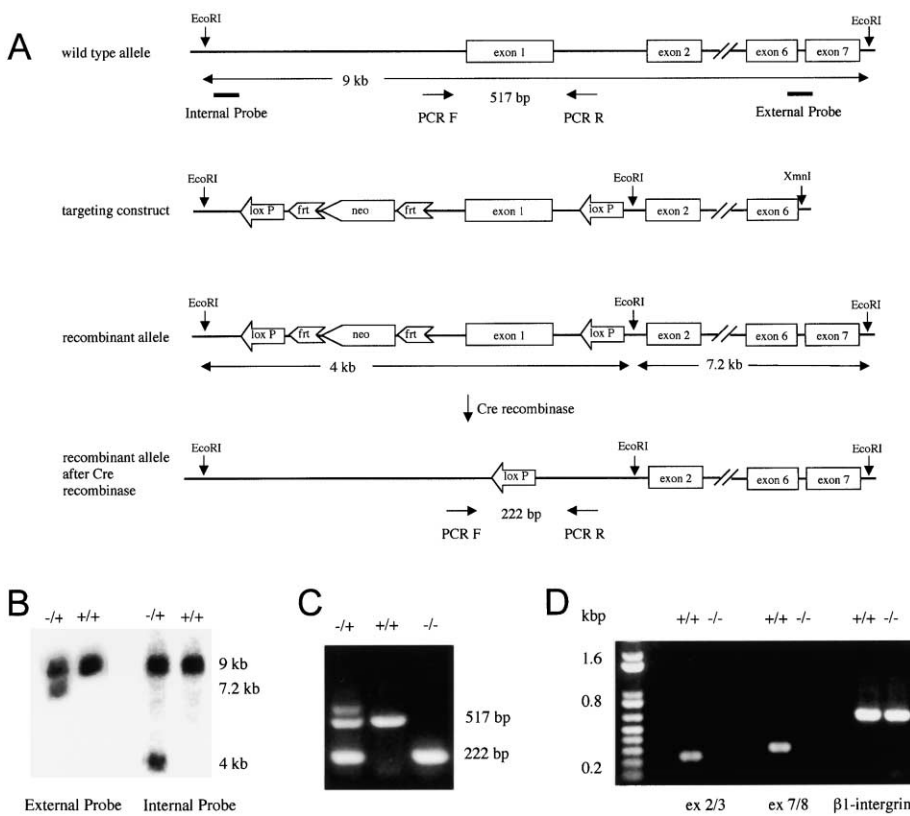 A
EcoRI EcoRI
wild type allele exon 1 exon 2 exon 6 exon 7
9 kb
Internal Probe PCR F 517 bp PCR R External Probe
EcoRI EcoRI XmnI
targeting construct lox P frt neo frt exon 1 lox P exon 2 exon 6
EcoRI EcoRI EcoRI
recombinant allele lox P frt neo frt exon 1 lox P exon 2 exon 6 exon 7
4 kb 7.2 kb
Cre recombinase
recombinant allele
after Cre
recombinase
EcoRI EcoRI EcoRI
lox P exon 2 exon 6 exon 7
PCR F 222 bp PCR R
B
-/+ +/+ -/+ +/+
9 kb
7.2 kb
4 kb
External Probe Internal Probe
C
-/+ +/+ -/-
517 bp
222 bp
D
kbp +/+ -/- +/+ -/- +/+ -/-
1.6
0.8
0.2
ex 2/3 ex 7/8 β1-intergrin